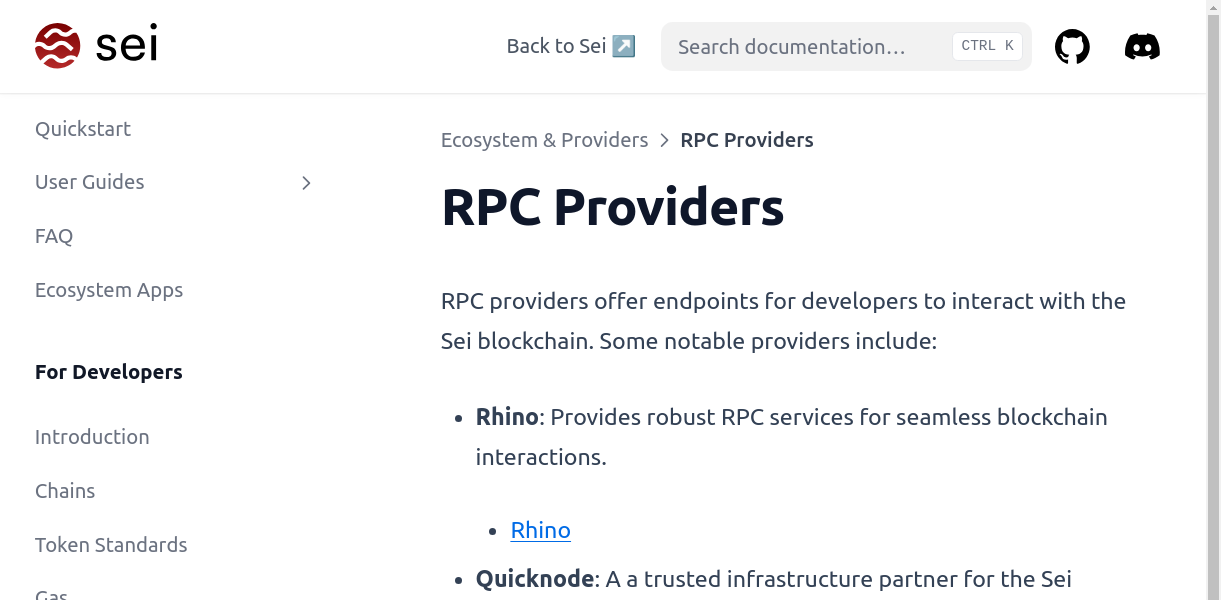 sei
Back to Sei ↗
Search documentation…
CTRL K
Quickstart
User Guides
FAQ
Ecosystem Apps
For Developers
Introduction
Chains
Token Standards
Gas
Ecosystem & Providers > RPC Providers
RPC Providers
RPC providers offer endpoints for developers to interact with the
Sei blockchain. Some notable providers include:
• Rhino: Provides robust RPC services for seamless blockchain
interactions.
• Rhino
• Quicknode: A a trusted infrastructure partner for the Sei